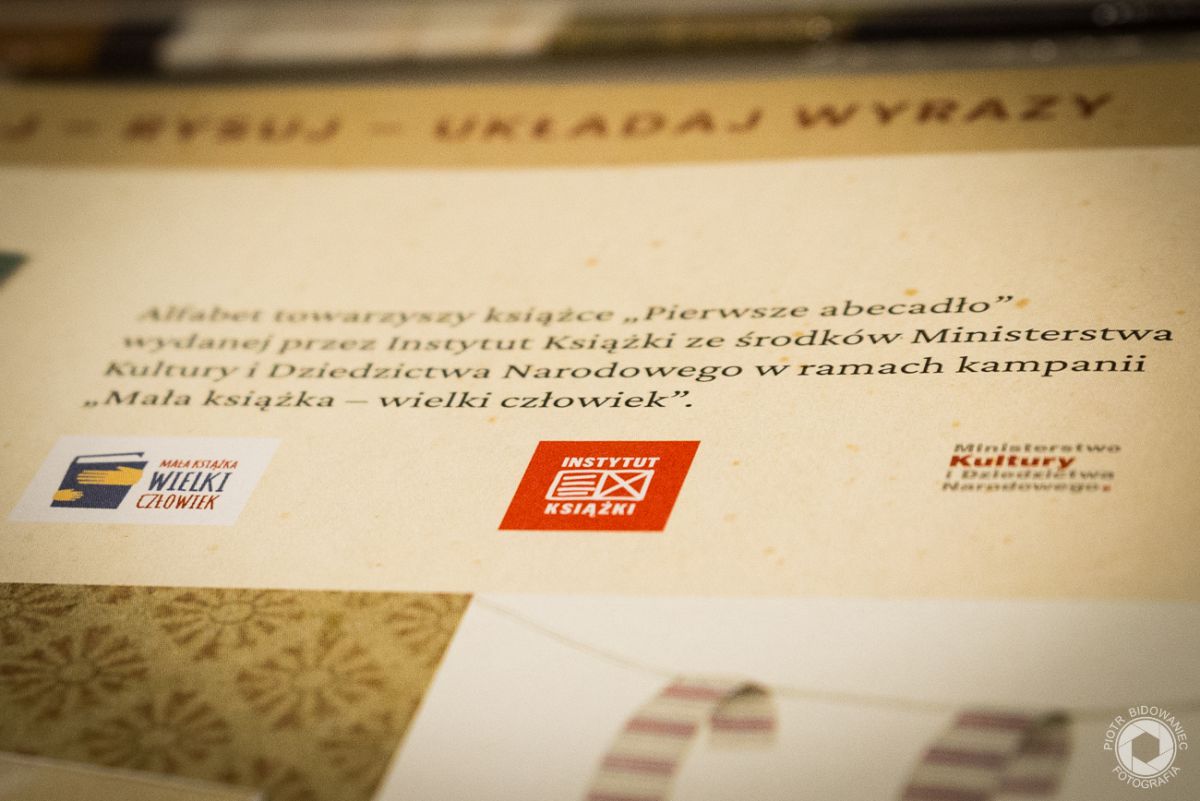 J – RYSUJ – UKŁADAJ WYRAZY
Alfabet towarzyszy książce „Pierwsze abecadło”
wydanej przez Instytut Książki ze środków Ministerstwa
Kultury i Dziedzictwa Narodowego w ramach kampanii
„Mała książka – wielki człowiek”.
MAŁA KSIĄŻKA
WIELKI
CZŁOWIEK
INSTYTUT
KSIĄŻKI
Ministerstwo
Kultury
i Dziedzictwa
Narodowego.
PIOTR BIDOWANIEC
FOTOGRAFIA